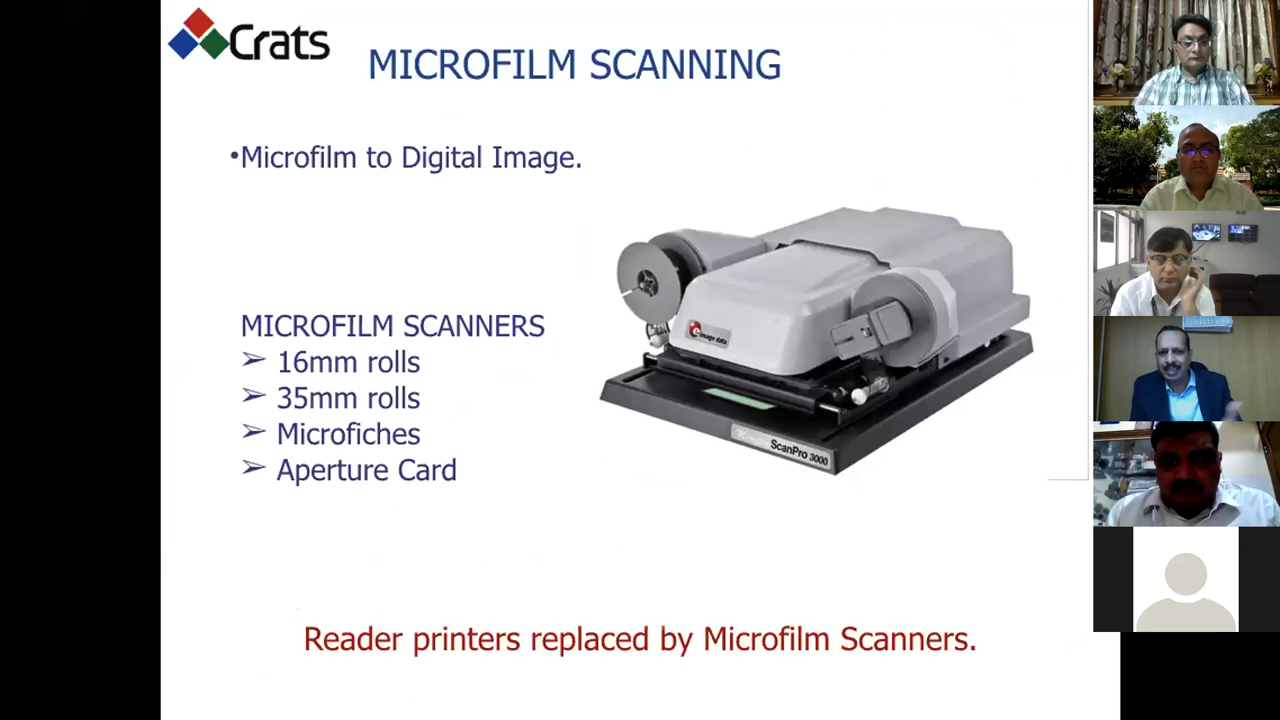 Crats
MICROFILM SCANNING
•Microfilm to Digital Image.
MICROFILM SCANNERS
➢ 16mm rolls
➢ 35mm rolls
➢ Microfiches
➢ Aperture Card
e image data
ScanPro 3000
Reader printers replaced by Microfilm Scanners.